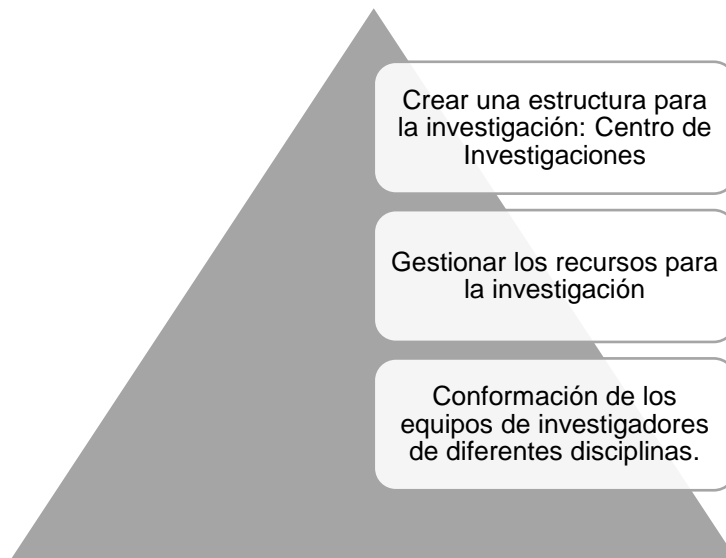 Crear una estructura para
la investigación: Centro de
Investigaciones
Gestionar los recursos para
la investigación
Conformación de los
equipos de investigadores
de diferentes disciplinas.